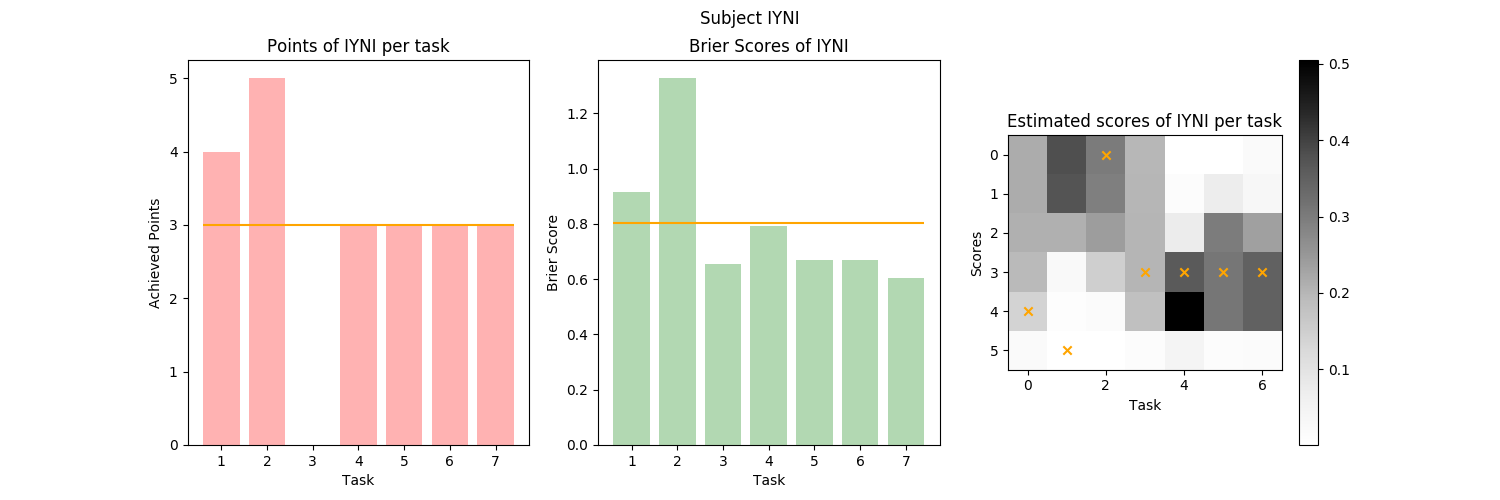 Subject IYNI
Points of IYNI per task
Achieved Points
5
4
3
2
1
0
1 2 3 4 5 6 7
Task
Brier Scores of IYNI
Brier Score
1.2
1.0
0.8
0.6
0.4
0.2
0.0
1 2 3 4 5 6 7
Task
Estimated scores of IYNI per task
Scores
0
1
2
3
4
5
0 2 4 6
Task
0.5
0.4
0.3
0.2
0.1